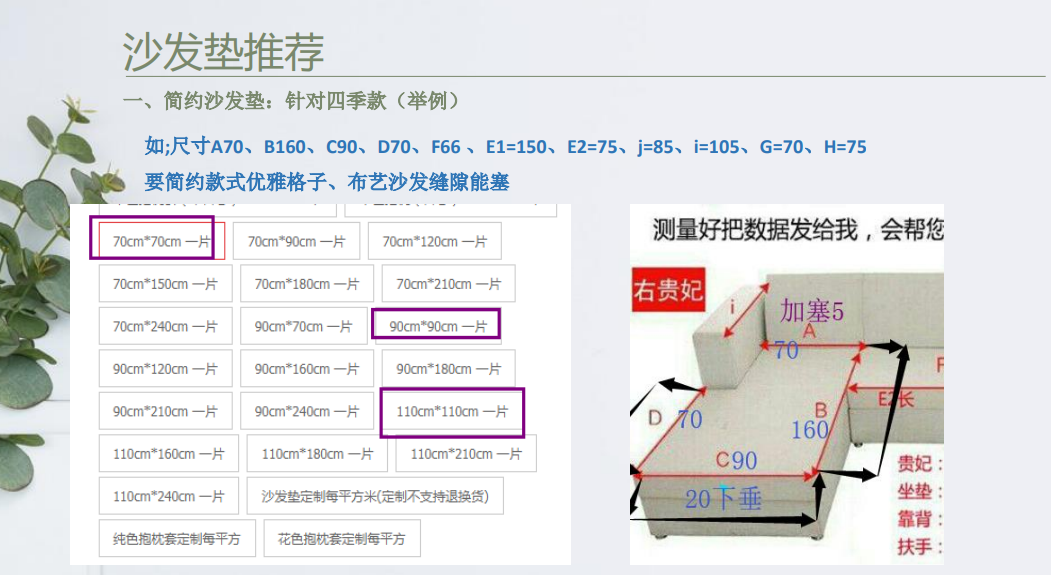 沙发垫推荐
一、简约沙发垫：针对四季款（举例）
如;尺寸A70、B160、C90、D70、F66 、E1=150、E2=75、j=85、i=105、G=70、H=75
要简约款式优雅格子、布艺沙发缝隙能塞
70cm*70cm 一片 70cm*90cm 一片 70cm*120cm 一片
70cm*150cm 一片 70cm*180cm 一片 70cm*210cm 一片
70cm*240cm 一片 90cm*70cm 一片 90cm*90cm 一片
90cm*120cm 一片 90cm*160cm 一片 90cm*180cm 一片
90cm*210cm 一片 90cm*240cm 一片 110cm*110cm 一片
110cm*160cm 一片 110cm*180cm 一片 110cm*210cm 一片
110cm*240cm 一片 沙发垫定制每平方米(定制不支持退换货)
纯色抱枕套定制每平方 花色抱枕套定制每平方
测量好把数据发给我，会帮您
右贵妃
i
加塞5
A
70
F
E2长
D 70
B
160
C90
20下垂
贵妃：
坐垫：
靠背：
扶手：